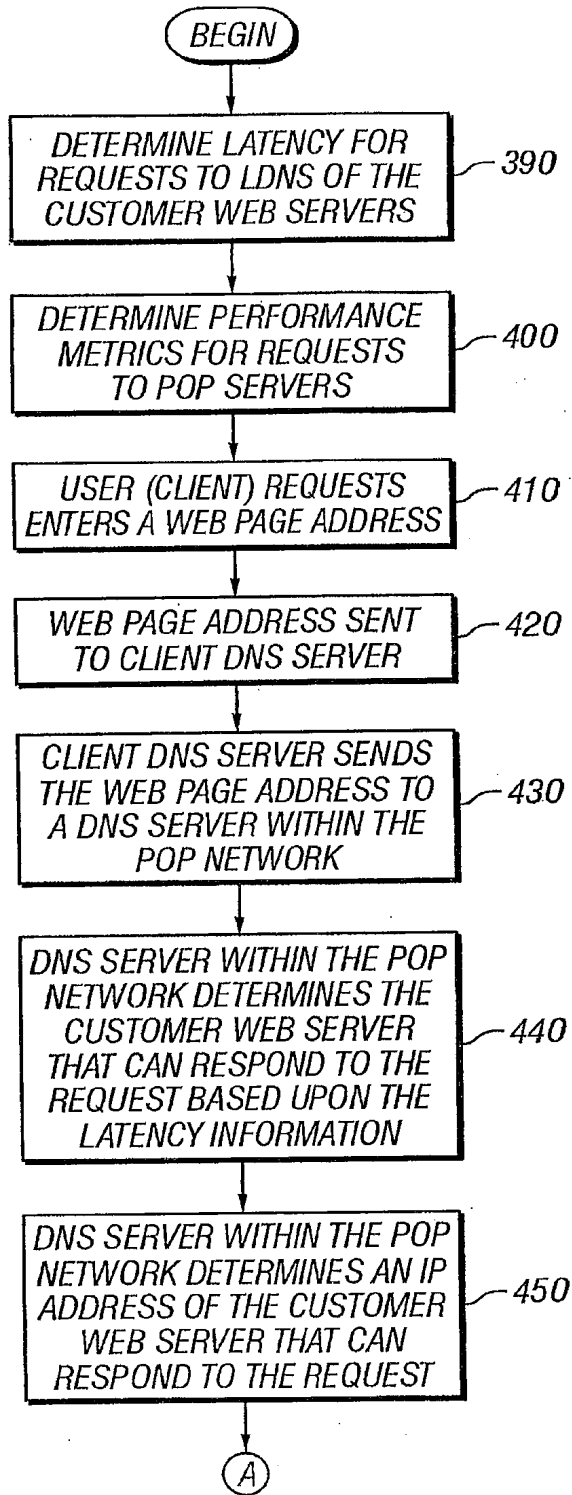 BEGIN
DETERMINE LATENCY FOR
REQUESTS TO LDNS OF THE
CUSTOMER WEB SERVERS
390
DETERMINE PERFORMANCE
METRICS FOR REQUESTS
TO POP SERVERS
400
USER (CLIENT) REQUESTS
ENTERS A WEB PAGE ADDRESS
410
WEB PAGE ADDRESS SENT
TO CLIENT DNS SERVER
420
CLIENT DNS SERVER SENDS
THE WEB PAGE ADDRESS TO
A DNS SERVER WITHIN THE
POP NETWORK
430
DNS SERVER WITHIN THE POP
NETWORK DETERMINES THE
CUSTOMER WEB SERVER
THAT CAN RESPOND TO THE
REQUEST BASED UPON THE
LATENCY INFORMATION
440
DNS SERVER WITHIN THE POP
NETWORK DETERMINES AN IP
ADDRESS OF THE CUSTOMER
WEB SERVER THAT CAN
RESPOND TO THE REQUEST
450
A